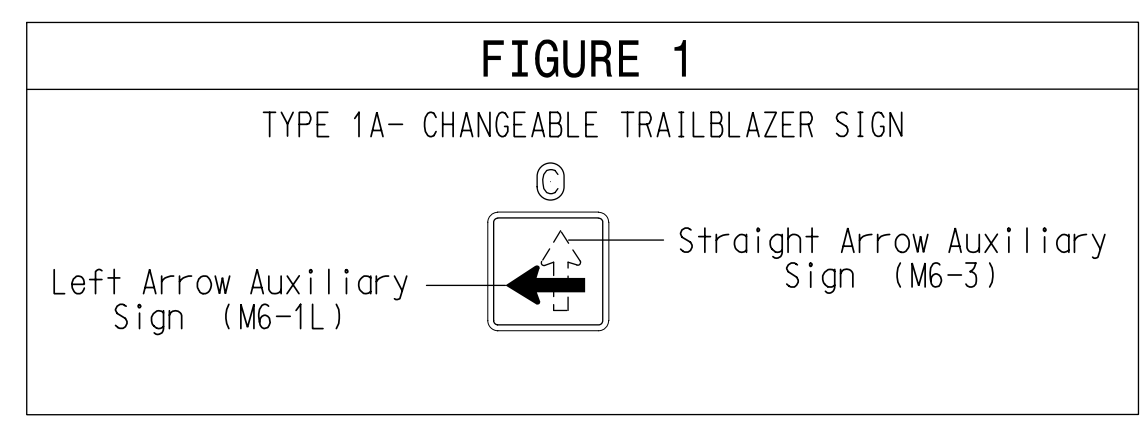 FIGURE 1
TYPE 1A- CHANGEABLE TRAILBLAZER SIGN
©
Straight Arrow Auxiliary
Sign (M6-3)
Left Arrow Auxiliary
Sign (M6-1L)